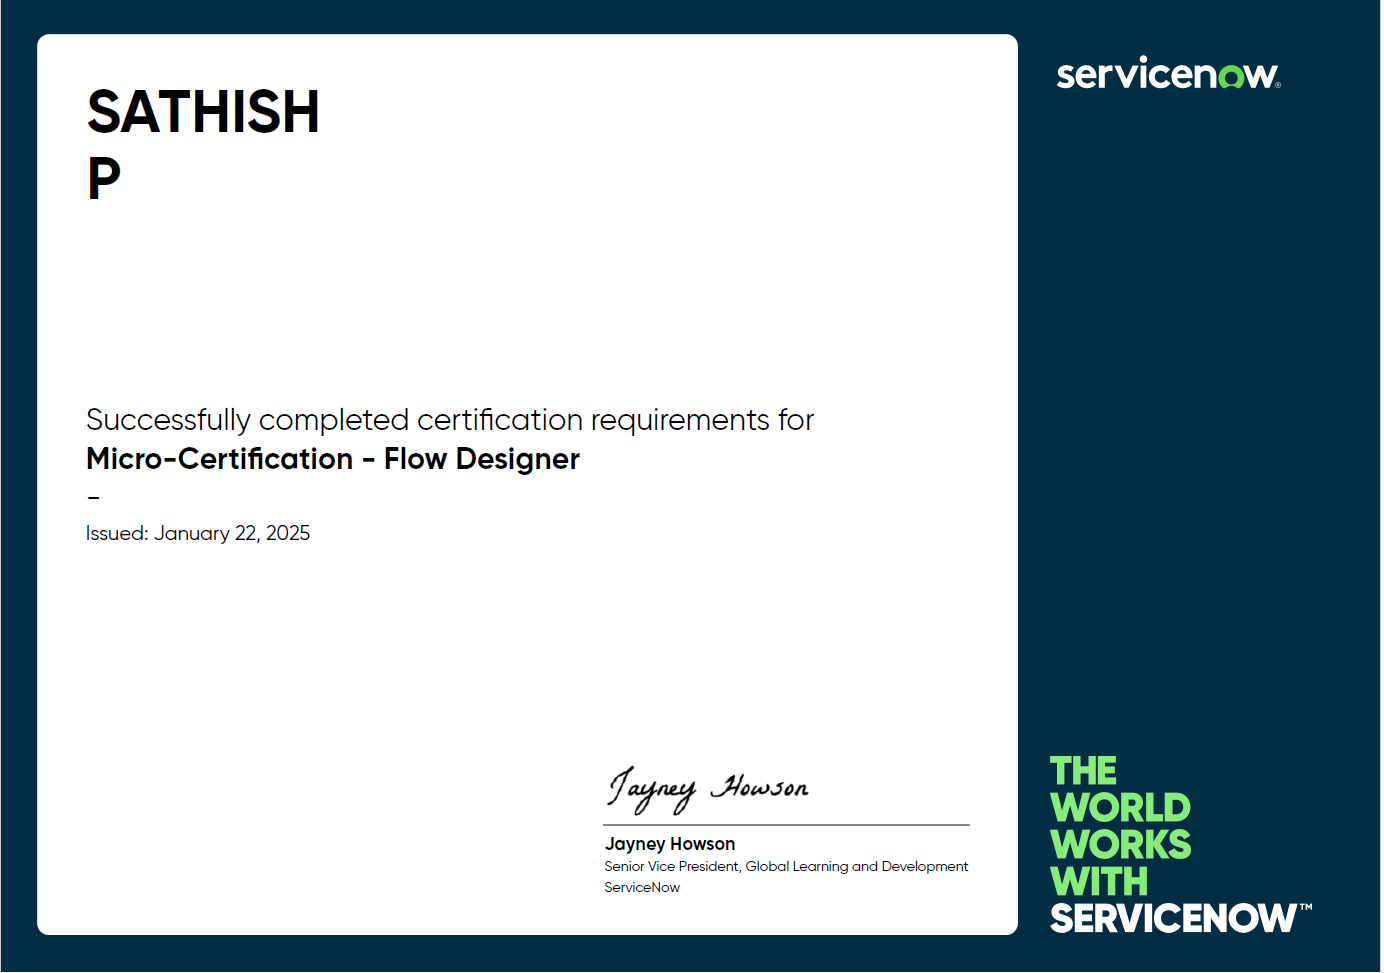 SATHISH
P
servicenow®
Successfully completed certification requirements for
Micro-Certification - Flow Designer
-
Issued: January 22, 2025
Jayney Howson
Jayney Howson
Senior Vice President, Global Learning and Development
ServiceNow
THE
WORLD
WORKS
WITH
SERVICENOW™